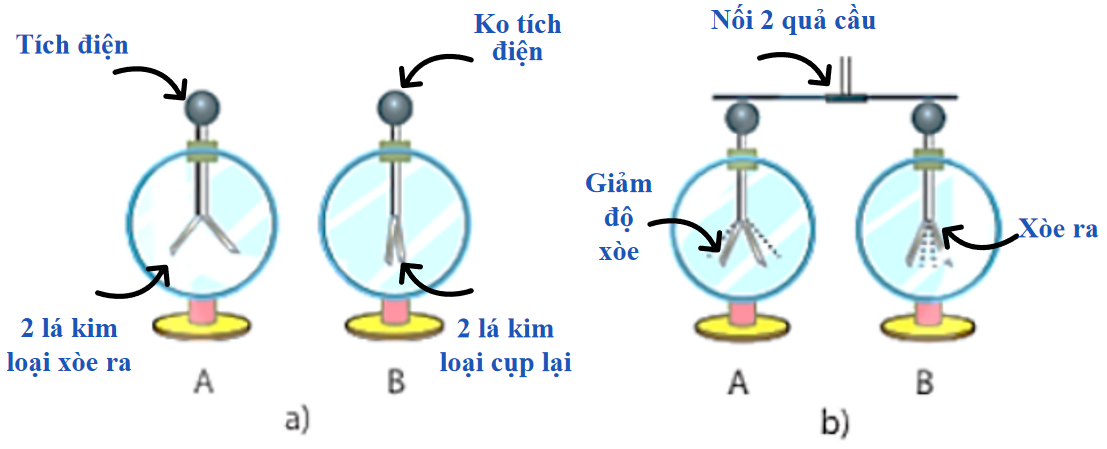 Tích điện
Ko tích
điện
2 lá kim
loại xòe ra
2 lá kim
loại cụp lại
A
B
a)
Nối 2 quả cầu
Giảm
độ
xòe
Xòe ra
A
B
b)